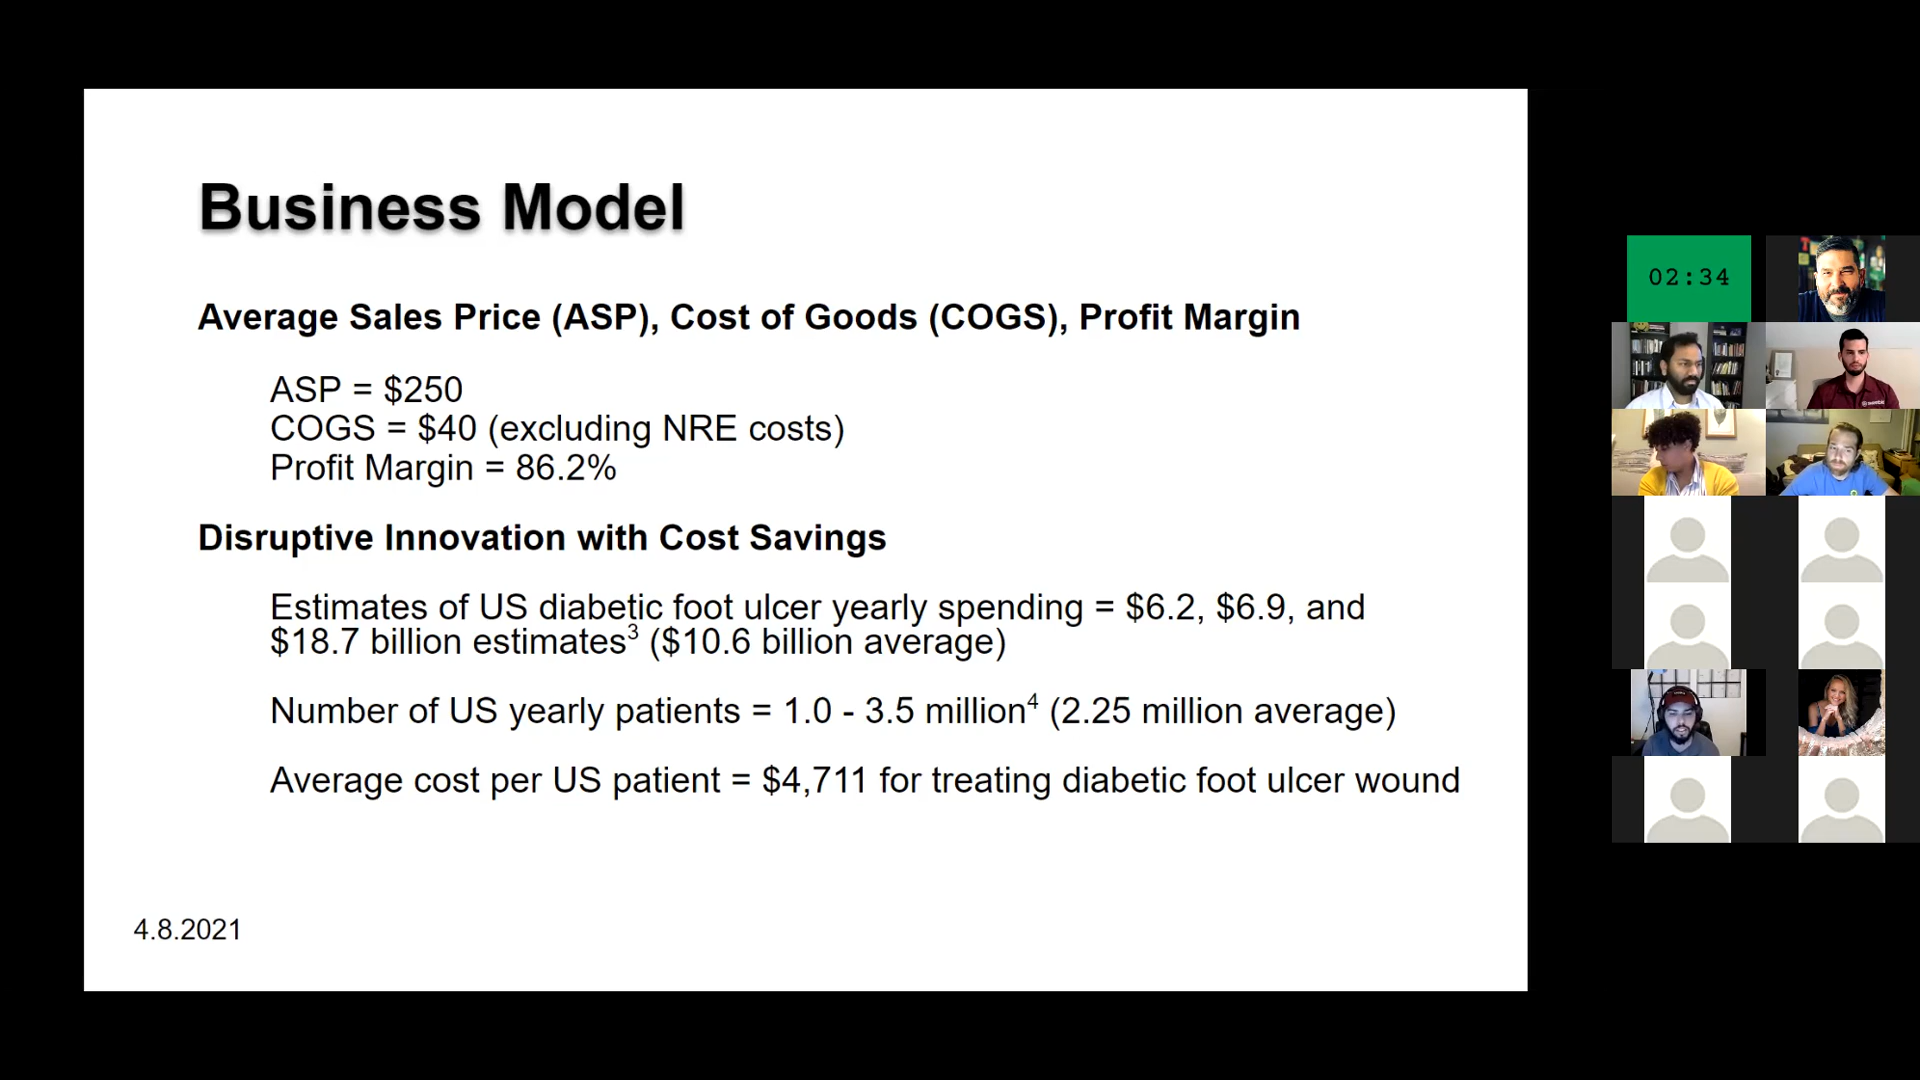 Business Model
Average Sales Price (ASP), Cost of Goods (COGS), Profit Margin
ASP = $250
COGS = $40 (excluding NRE costs)
Profit Margin = 86.2%
Disruptive Innovation with Cost Savings
Estimates of US diabetic foot ulcer yearly spending = $6.2, $6.9, and
$18.7 billion estimates³ ($10.6 billion average)
Number of US yearly patients = 1.0 - 3.5 million⁴ (2.25 million average)
Average cost per US patient = $4,711 for treating diabetic foot ulcer wound
4.8.2021
02:34